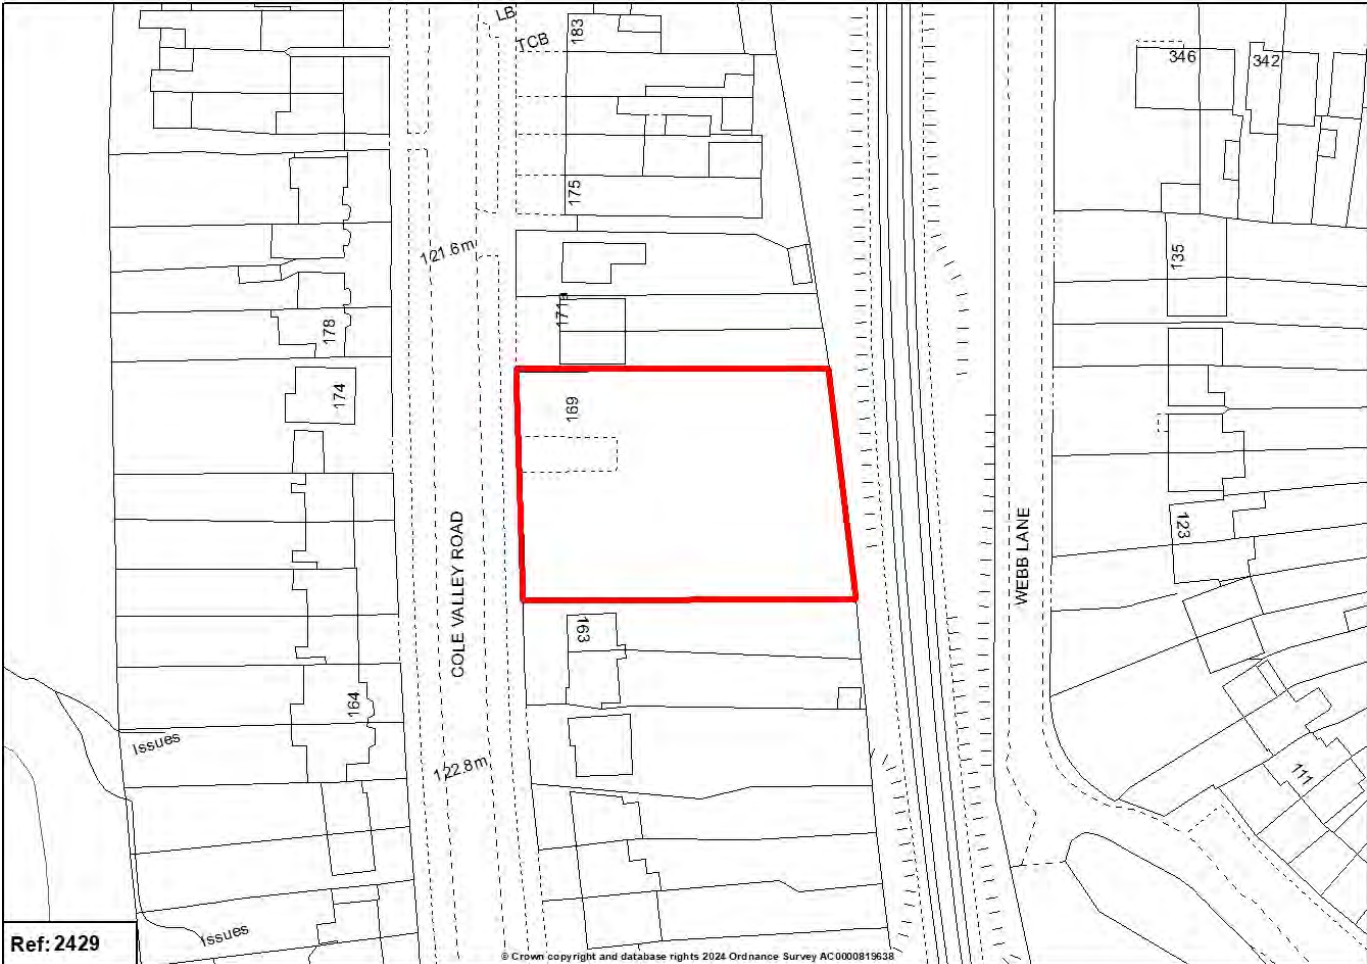 LB
TCB
183
346
342
175
135
121.6m
171a
178
174
169
COLE VALLEY ROAD
123
WEBB LANE
163
164
Issues
122.8m
111
Issues
Ref: 2429
© Crown copyright and database rights 2024 Ordnance Survey AC0000819638